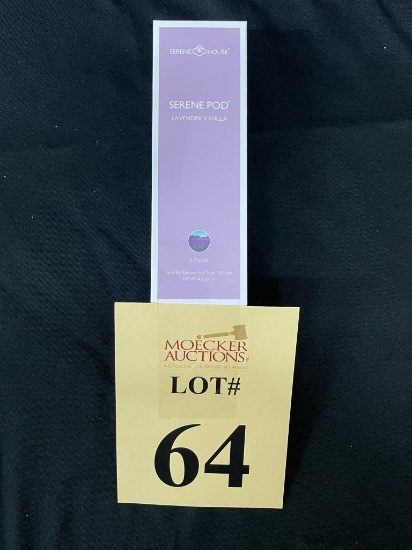 SERENE HOUSE
SERENE POD
LAVENDER VANILLA
MOECKER
AUCTIONS
LOT#
64